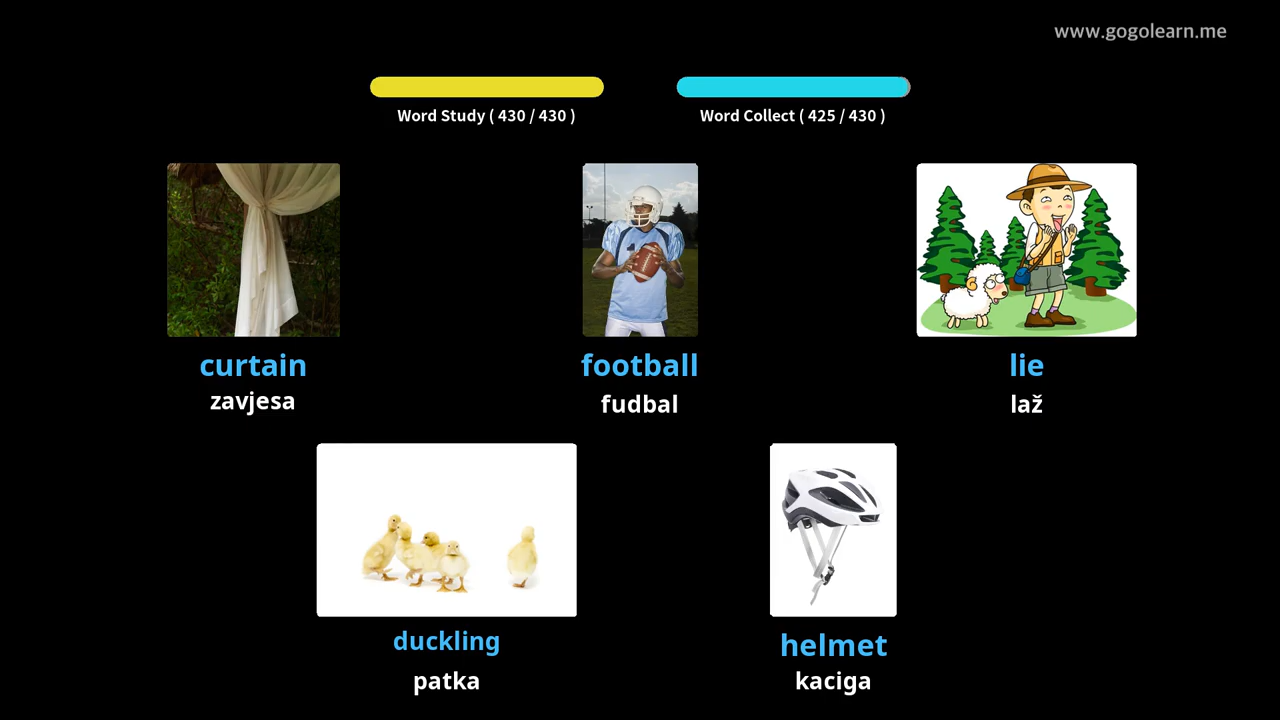 www.gogolearn.me
Word Study ( 430 / 430 )
Word Collect ( 425 / 430 )
curtain
football
lie
zavjesa
fudbal
laž
duckling
helmet
patka
kaciga